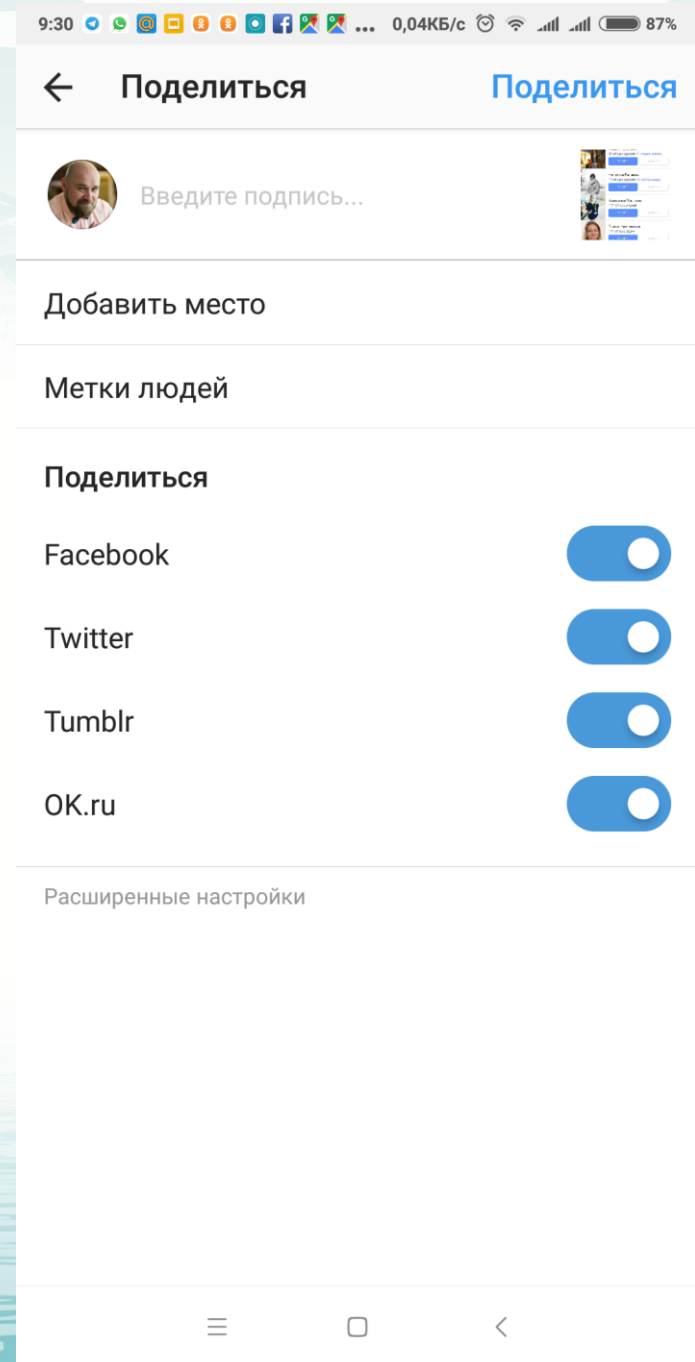 9:30 ... 0,04КБ/с 87%
Поделиться Поделиться
Введите подпись...
Добавить место
Метки людей
Поделиться
Facebook
Twitter
Tumblr
OK.ru
Расширенные настройки